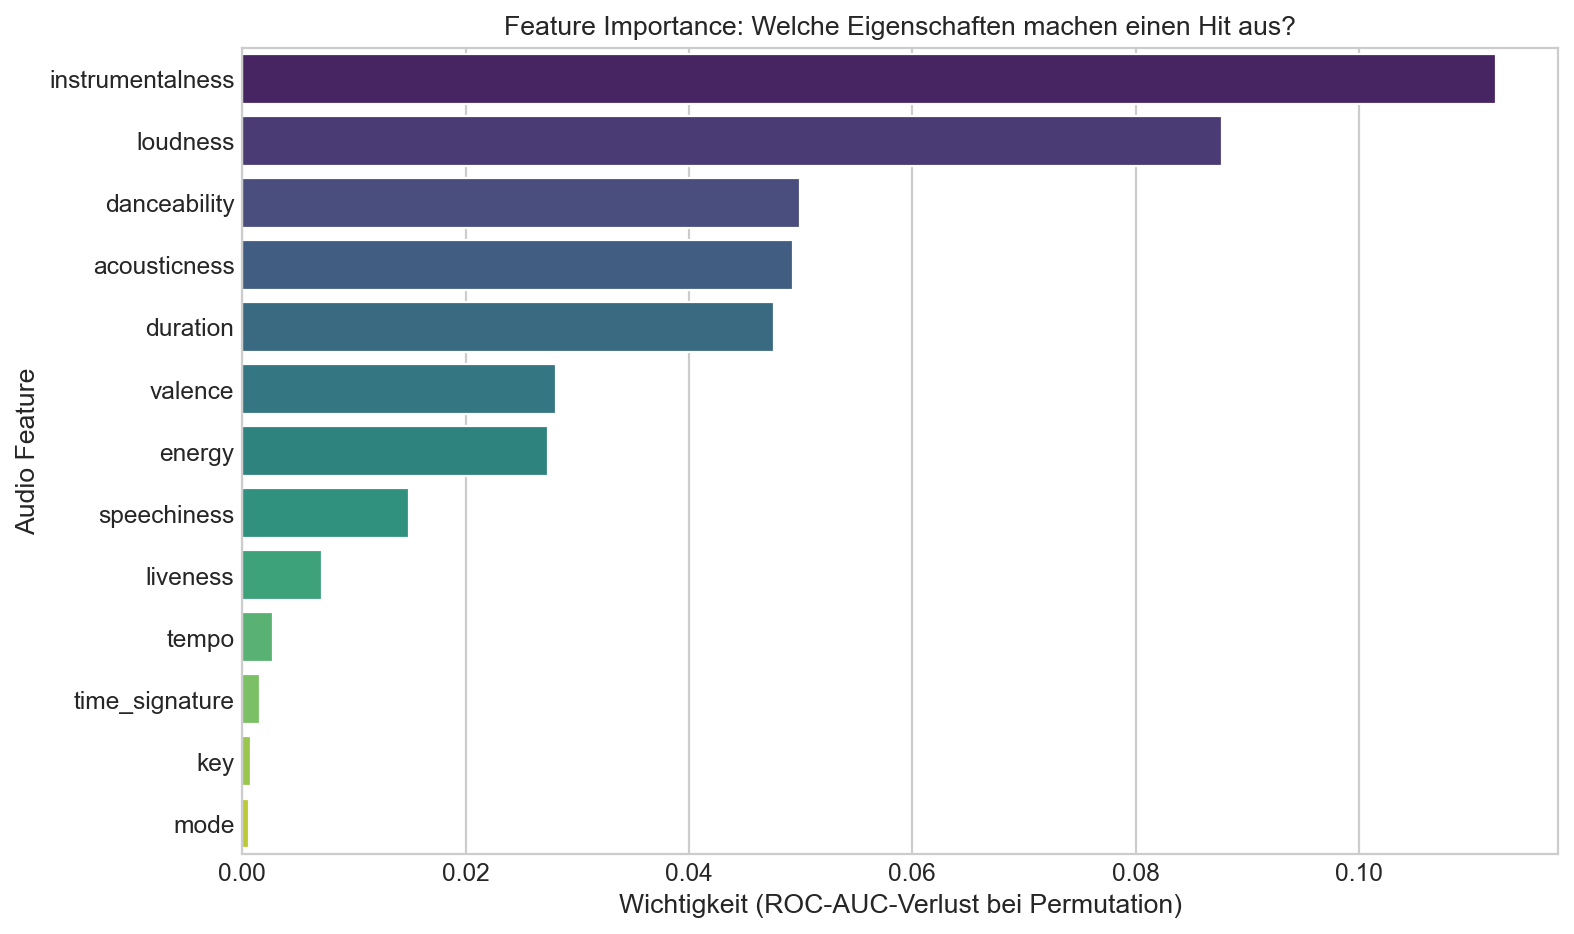 Feature Importance: Welche Eigenschaften machen einen Hit aus?
Audio Feature
instrumentalness
loudness
danceability
acousticness
duration
valence
energy
speechiness
liveness
tempo
time_signature
key
mode
0.00 0.02 0.04 0.06 0.08 0.10
Wichtigkeit (ROC-AUC-Verlust bei Permutation)